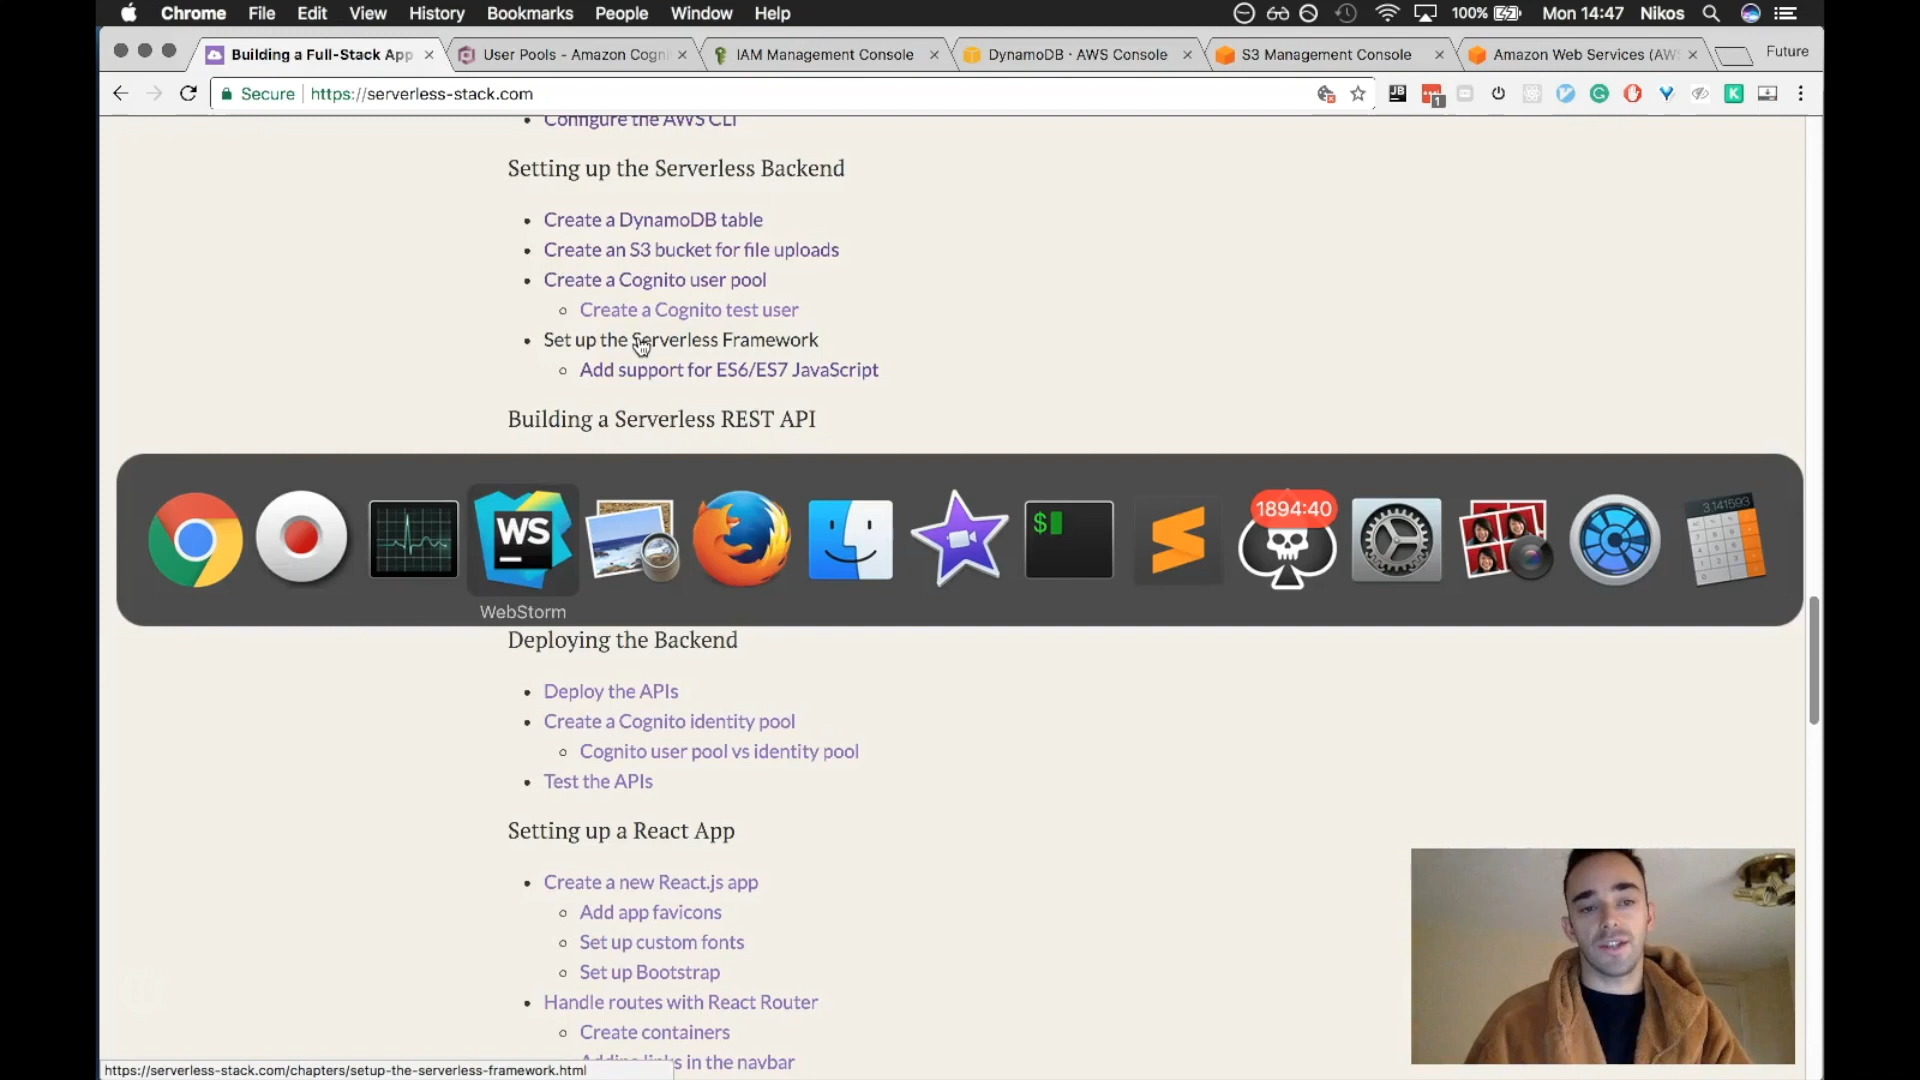 Chrome File Edit View History Bookmarks People Window Help 100% Mon 14:47 Nikos
Building a Full-Stack App User Pools - Amazon Cogni IAM Management Console DynamoDB · AWS Console S3 Management Console Amazon Web Services (AW Future
Secure https://serverless-stack.com JB 1 K
Configure the AWS CLI
Setting up the Serverless Backend
Create a DynamoDB table
Create an S3 bucket for file uploads
Create a Cognito user pool
Create a Cognito test user
Set up the Serverless Framework
Add support for ES6/ES7 JavaScript
Building a Serverless REST API
WS
$
1894:40
3.141593
WebStorm
Deploying the Backend
Deploy the APIs
Create a Cognito identity pool
Cognito user pool vs identity pool
Test the APIs
Setting up a React App
Create a new React.js app
Add app favicons
Set up custom fonts
Set up Bootstrap
Handle routes with React Router
Create containers
Adding links in the navbar
https://serverless-stack.com/chapters/setup-the-serverless-framework.html